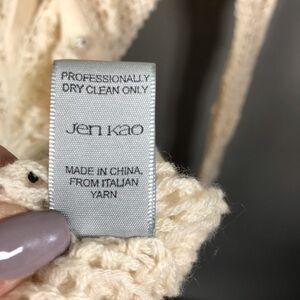 PROFESSIONALLY
DRY CLEAN ONLY
Jen Kao
MADE IN CHINA,
FROM ITALIAN
YARN